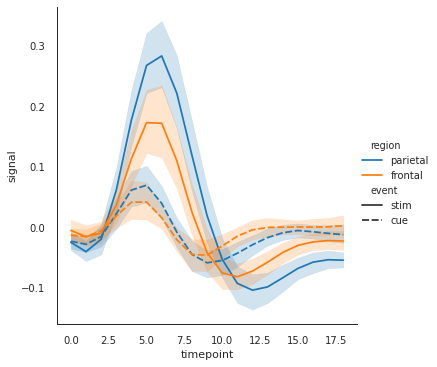 signal
0.3
0.2
0.1
0.0
−0.1
0.0 2.5 5.0 7.5 10.0 12.5 15.0 17.5
timepoint
region
parietal
frontal
event
stim
cue